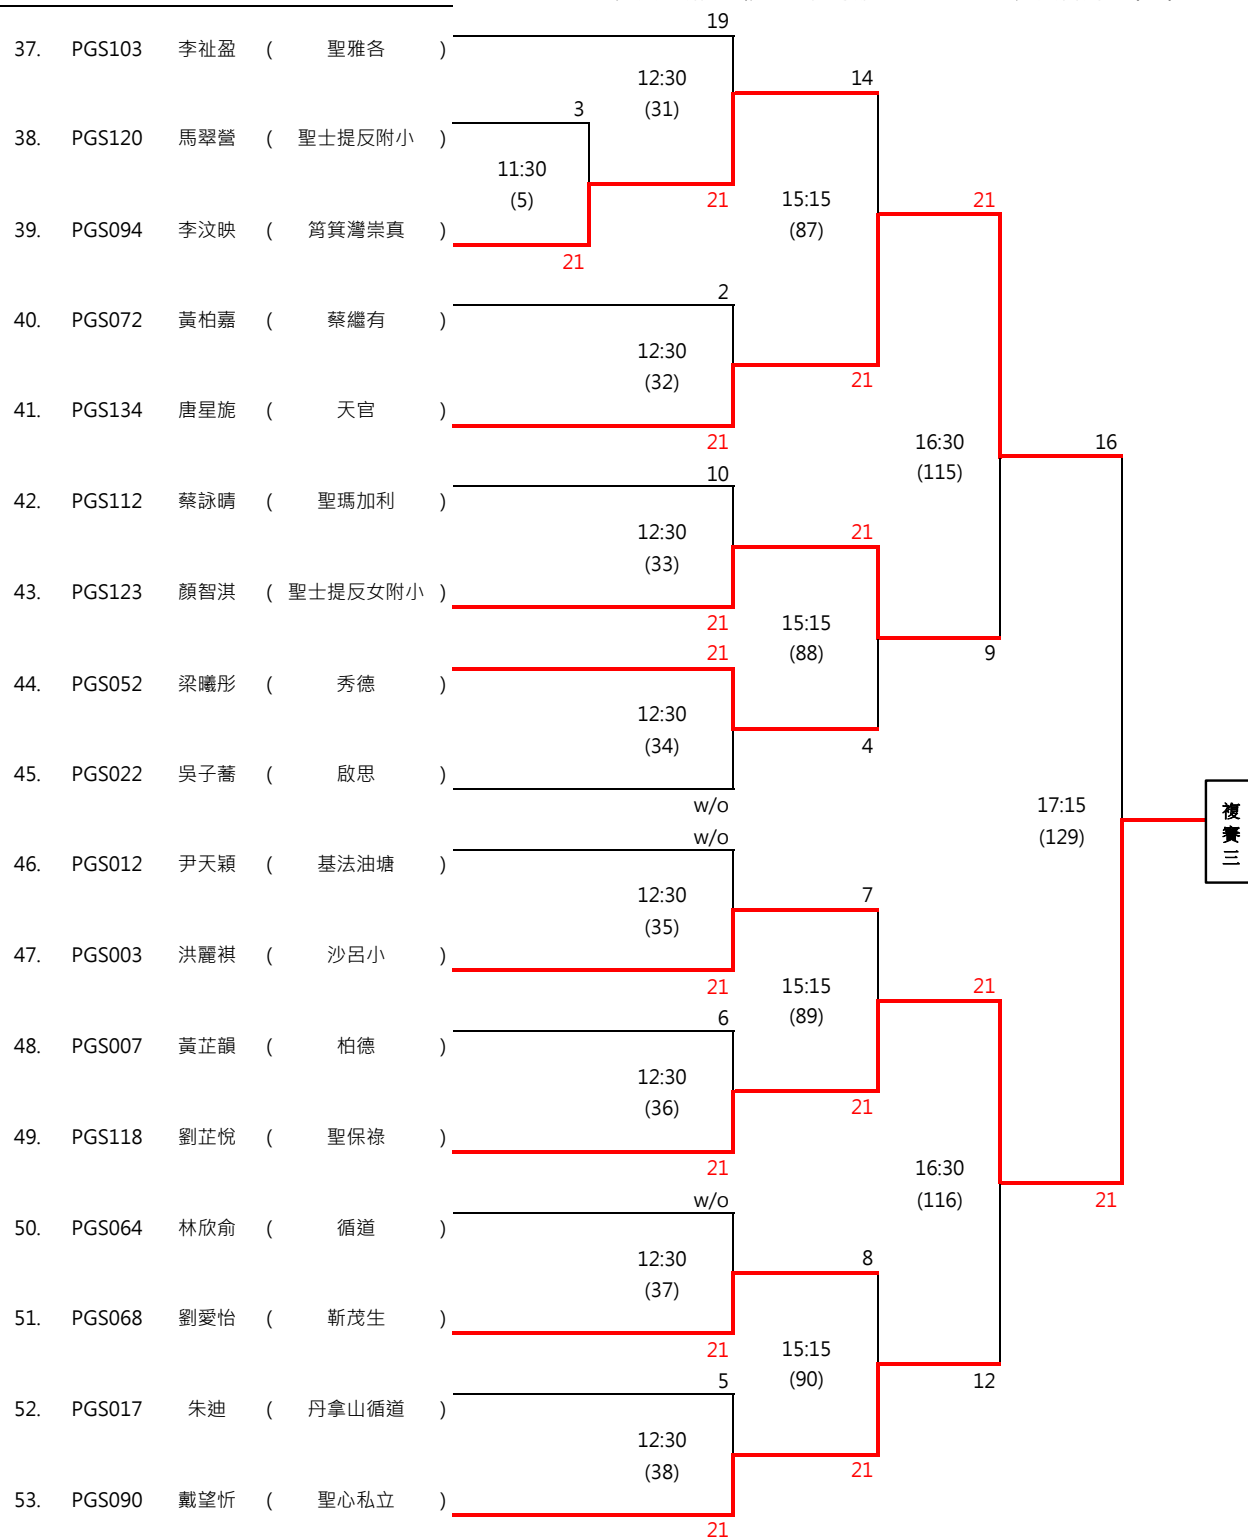 19
37. PGS103 李祉盈 ( 聖雅各 )
12:30 14
3 (31)
38. PGS120 馬翠鶯 ( 聖士提反附小 )
11:30
(5) 21 15:15 21
39. PGS094 李汶映 ( 筲箕灣崇真 ) (87)
21
2
40. PGS072 黃柏嘉 ( 蔡繼有 )
12:30
(32) 21
41. PGS134 唐星旎 ( 天官 )
21 16:30 16
10 (115)
42. PGS112 蔡詠晴 ( 聖瑪加利 )
12:30 21
(33)
43. PGS123 顏智淇 ( 聖士提反女附小 )
21 15:15
21 (88) 9
44. PGS052 梁曦彤 ( 秀德 )
12:30
(34) 4
45. PGS022 吳子蕎 ( 啟思 )
w/o 17:15
w/o (129)
複賽三
46. PGS012 尹天穎 ( 基法油塘 )
12:30 7
(35)
47. PGS003 洪麗祺 ( 沙呂小 )
21 15:15 21
6 (89)
48. PGS007 黃芷韻 ( 柏德 )
12:30
(36) 21
49. PGS118 劉芷悅 ( 聖保祿 )
21 16:30
w/o (116) 21
50. PGS064 林欣俞 ( 循道 )
12:30 8
(37)
51. PGS068 劉愛怡 ( 靳茂生 )
21 15:15
5 (90) 12
52. PGS017 朱迪 ( 丹拿山循道 )
12:30
(38) 21
53. PGS090 戴望忻 ( 聖心私立 )
21